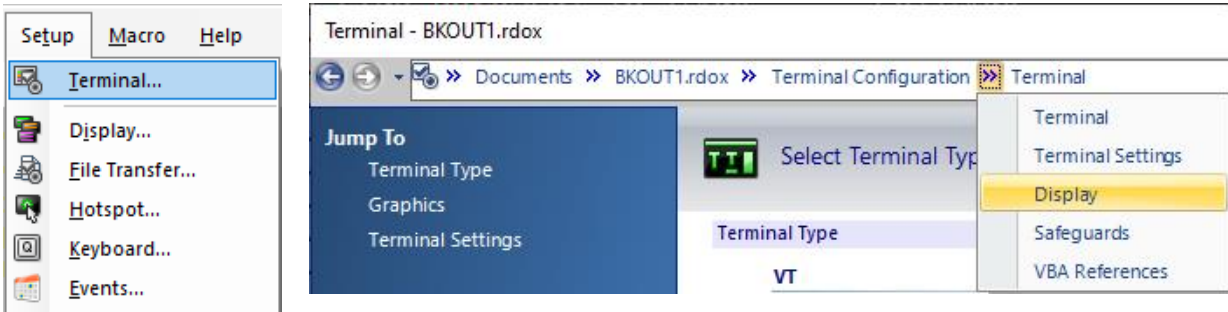 Setup Macro Help
Terminal...
Display...
File Transfer...
Hotspot...
Keyboard...
Events...
Terminal - BKOUT1.rdox
Documents » BKOUT1.rdox » Terminal Configuration » Terminal
Jump To
Terminal Type
Graphics
Terminal Settings
Select Terminal Typ
Terminal Type
VT
Terminal
Terminal Settings
Display
Safeguards
VBA References